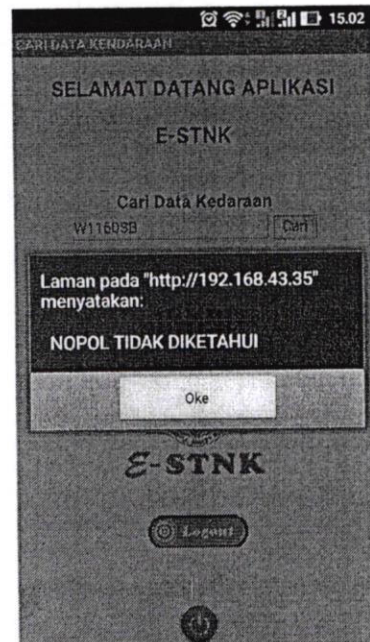 15.02
CARI DATA KENDARAAN
SELAMAT DATANG APLIKASI
E-STNK
Cari Data Kedaraan
W1160SB
Cari
Laman pada "http://192.168.43.35"
menyatakan:
NOPOL TIDAK DIKETAHUI
Oke
E-STNK
Logout